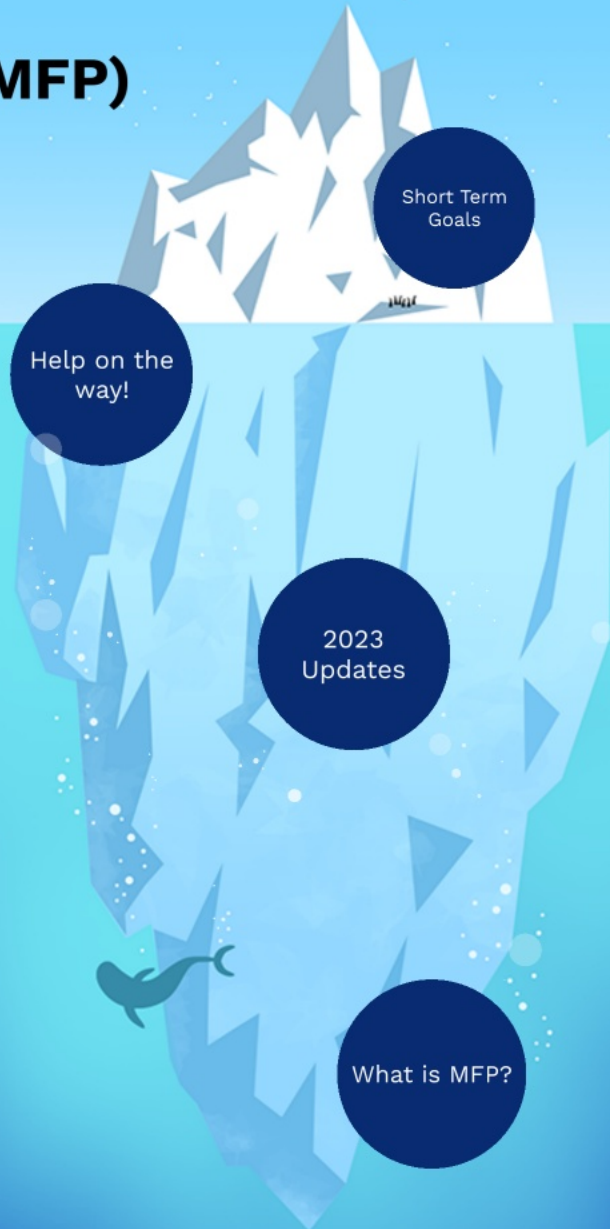 MFP)
Short Term
Goals
Help on the
way!
2023
Updates
What is MFP?